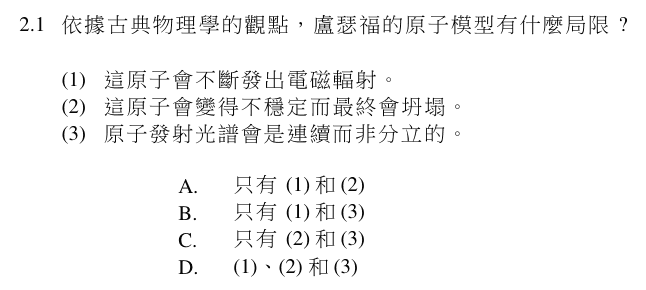 2.1 依據古典物理學的觀點，盧瑟福的原子模型有什麼局限？
(1) 這原子會不斷發出電磁輻射。
(2) 這原子會變得不穩定而最終會坍塌。
(3) 原子發射光譜會是連續而非分立的。
A. 只有 (1) 和 (2)
B. 只有 (1) 和 (3)
C. 只有 (2) 和 (3)
D. (1)、(2) 和 (3)